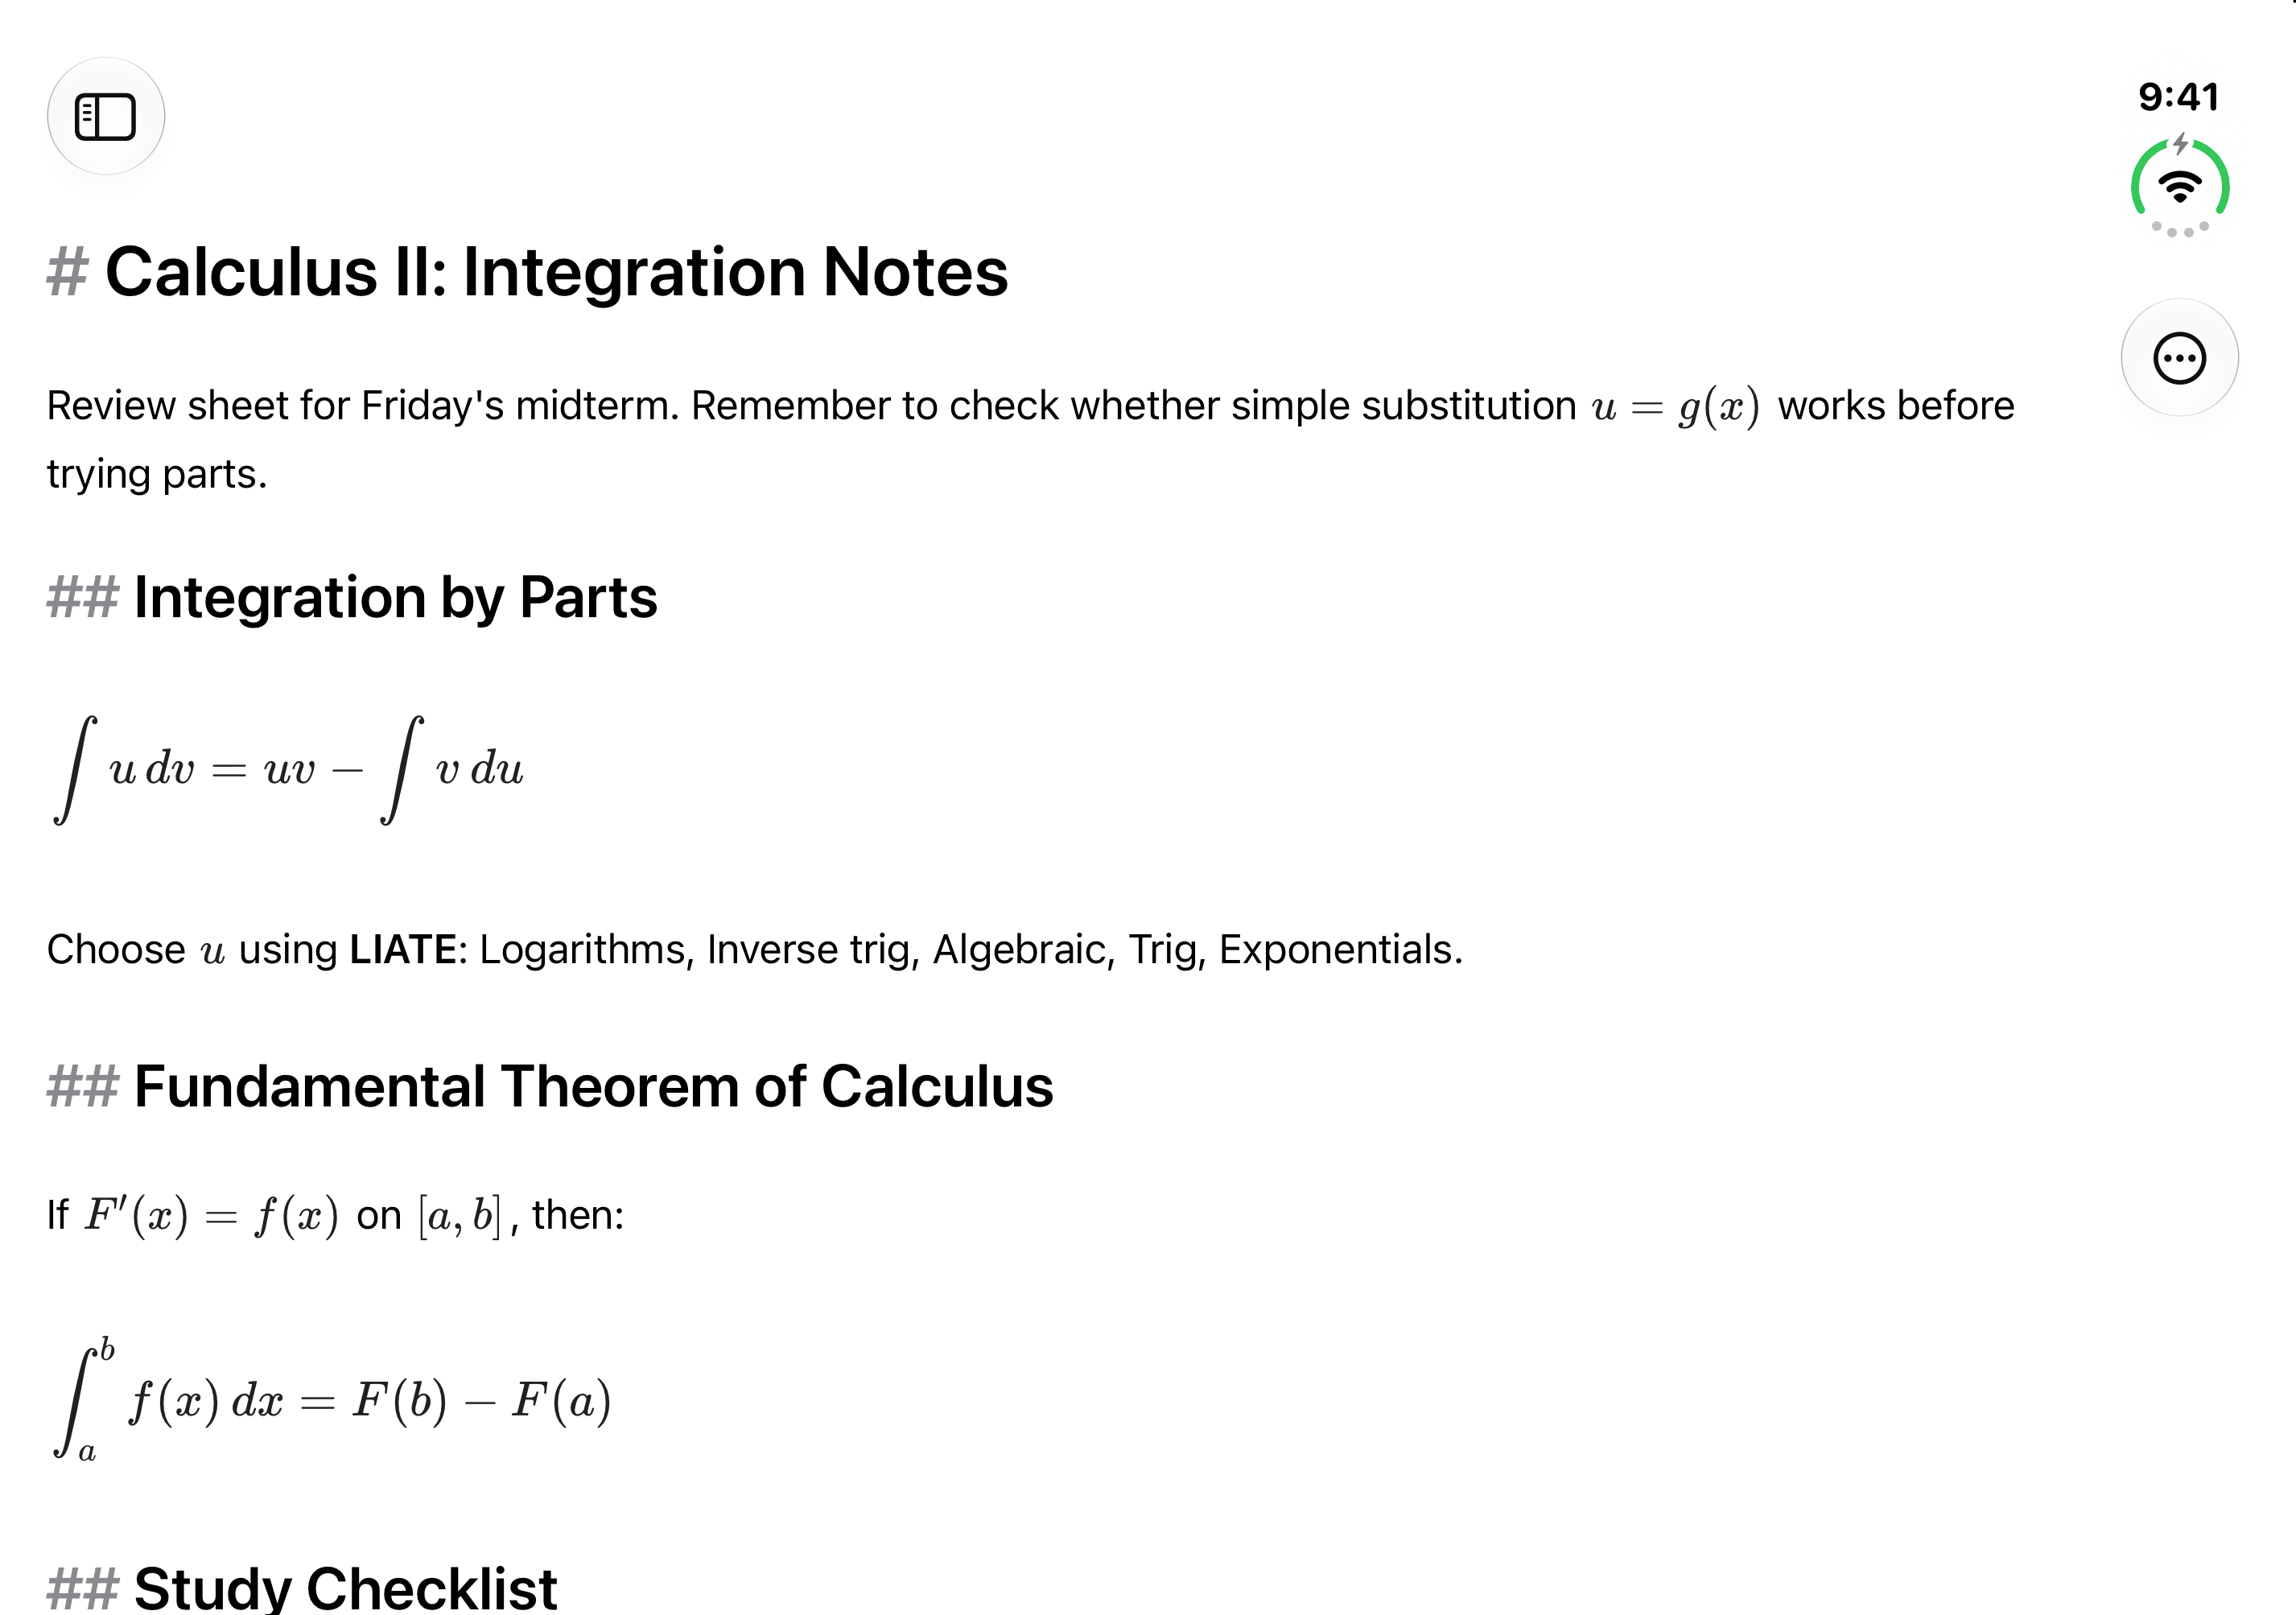 9:41
# Calculus II: Integration Notes
Review sheet for Friday's midterm. Remember to check whether simple substitution u = g(x) works before
trying parts.
## Integration by Parts
∫ u dv = uv − ∫ v du
Choose u using LIATE: Logarithms, Inverse trig, Algebraic, Trig, Exponentials.
## Fundamental Theorem of Calculus
If F′(x) = f(x) on [a, b], then:
∫_a^b f(x) dx = F(b) − F(a)
## Study Checklist